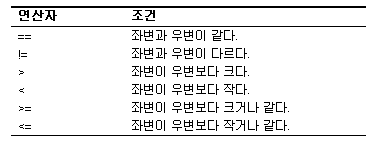 연산자 조건
== 좌변과 우변이 같다.
!= 좌변과 우변이 다르다.
> 좌변이 우변보다 크다.
< 좌변이 우변보다 작다.
>= 좌변이 우변보다 크거나 같다.
<= 좌변이 우변보다 작거나 같다.